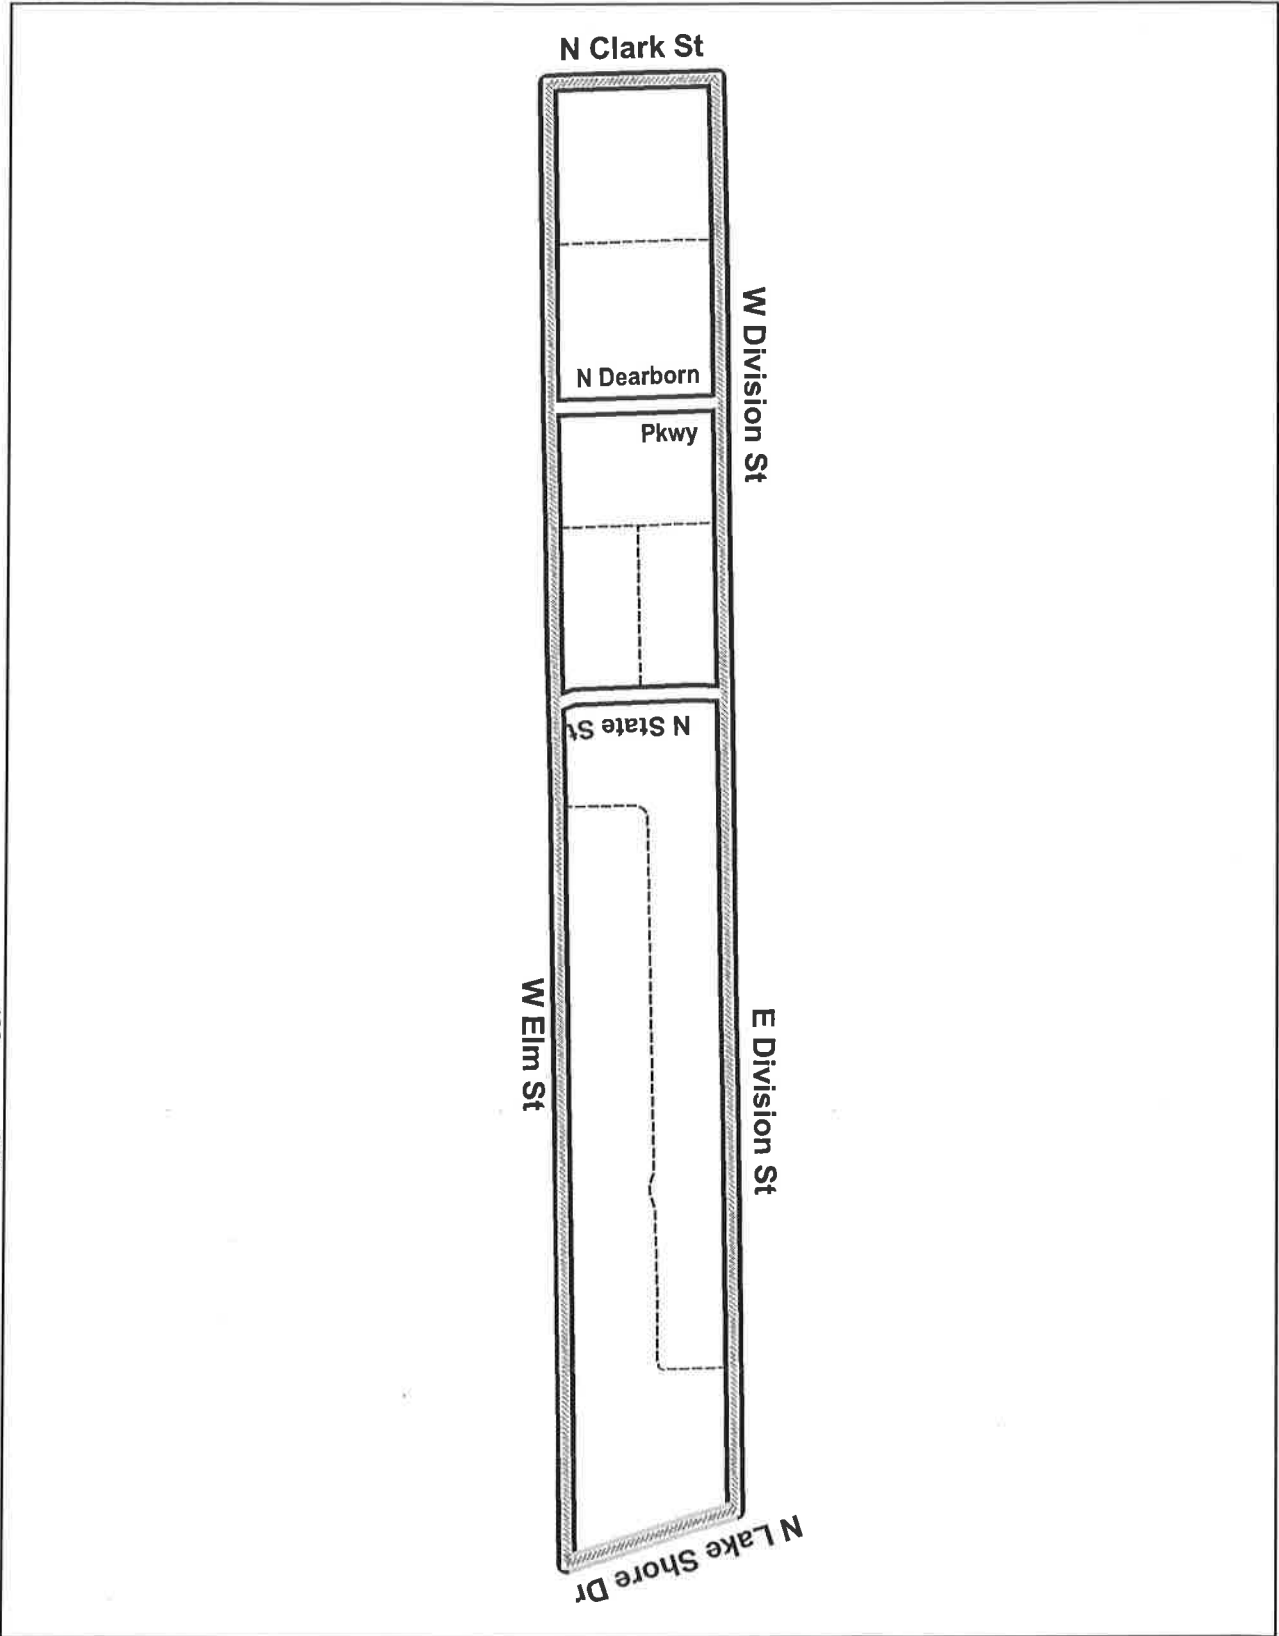 N Clark St
W Division St
N Dearborn
Pkwy
N State St
W Elm St
E Division St
N Lake Shore Dr